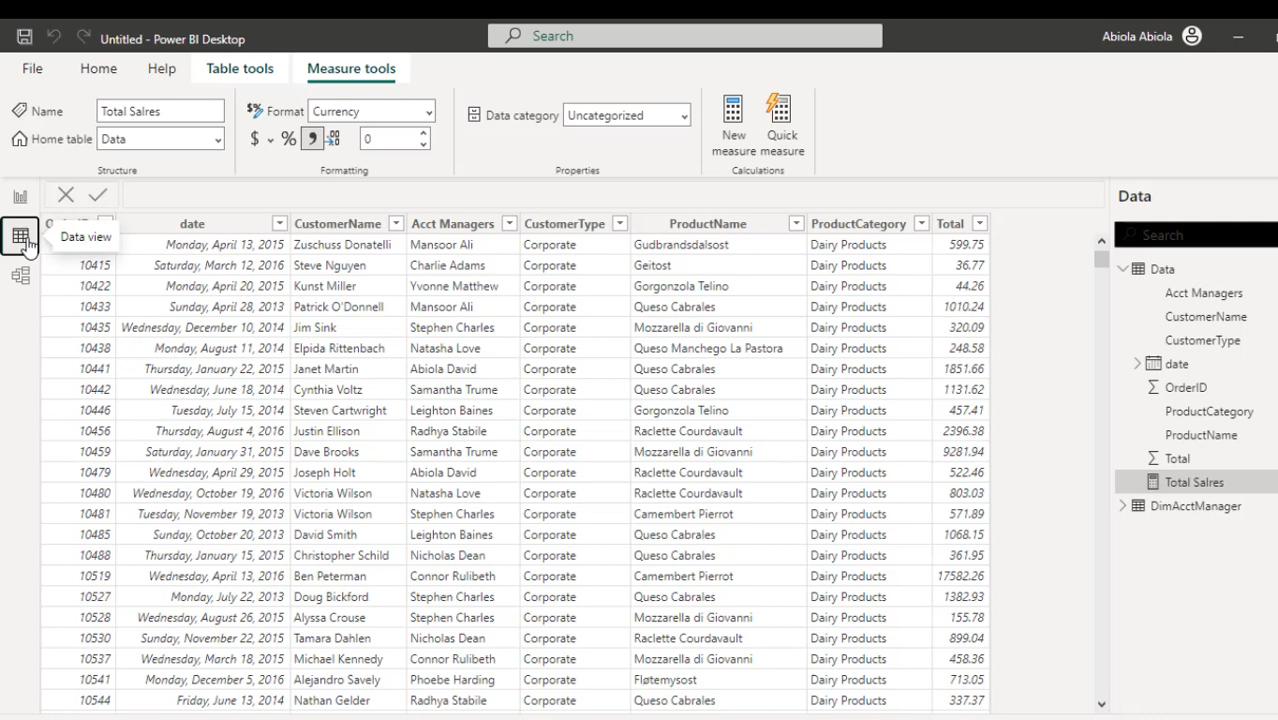 Untitled - Power BI Desktop
Search
Abiola Abiola
File Home Help Table tools Measure tools
Name Total Salres
Format Currency
Data category Uncategorized
New measure
Quick measure
Home table Data
$ % 0
Structure Formatting Properties Calculations
Data
Data view
date CustomerName Acct Managers CustomerType ProductName ProductCategory Total
Monday, April 13, 2015 Zuschuss Donatelli Mansoor Ali Corporate Gudbrandsdalsost Dairy Products 599.75
10415 Saturday, March 12, 2016 Steve Nguyen Charlie Adams Corporate Geitost Dairy Products 36.77
10422 Monday, April 20, 2015 Kunst Miller Yvonne Matthew Corporate Gorgonzola Telino Dairy Products 44.26
10433 Sunday, April 28, 2013 Patrick O'Donnell Mansoor Ali Corporate Queso Cabrales Dairy Products 1010.24
10435 Wednesday, December 10, 2014 Jim Sink Stephen Charles Corporate Mozzarella di Giovanni Dairy Products 320.09
10438 Monday, August 11, 2014 Elpida Rittenbach Natasha Love Corporate Queso Manchego La Pastora Dairy Products 248.58
10441 Thursday, January 22, 2015 Janet Martin Abiola David Corporate Queso Cabrales Dairy Products 1851.66
10442 Wednesday, June 18, 2014 Cynthia Voltz Samantha Trume Corporate Queso Cabrales Dairy Products 1131.62
10446 Tuesday, July 15, 2014 Steven Cartwright Leighton Baines Corporate Gorgonzola Telino Dairy Products 457.41
10456 Thursday, August 4, 2016 Justin Ellison Radhya Stabile Corporate Raclette Courdavault Dairy Products 2396.38
10459 Saturday, January 31, 2015 Dave Brooks Samantha Trume Corporate Mozzarella di Giovanni Dairy Products 9281.94
10479 Wednesday, April 29, 2015 Joseph Holt Abiola David Corporate Raclette Courdavault Dairy Products 522.46
10480 Wednesday, October 19, 2016 Victoria Wilson Natasha Love Corporate Raclette Courdavault Dairy Products 803.03
10481 Tuesday, November 19, 2013 Victoria Wilson Stephen Charles Corporate Camembert Pierrot Dairy Products 571.89
10485 Sunday, October 20, 2013 David Smith Leighton Baines Corporate Queso Cabrales Dairy Products 1068.15
10488 Thursday, January 15, 2015 Christopher Schild Nicholas Dean Corporate Queso Cabrales Dairy Products 361.95
10519 Wednesday, April 13, 2016 Ben Peterman Connor Rulibeth Corporate Camembert Pierrot Dairy Products 17582.26
10527 Monday, July 22, 2013 Doug Bickford Stephen Charles Corporate Queso Cabrales Dairy Products 1382.93
10528 Wednesday, August 26, 2015 Alyssa Crouse Stephen Charles Corporate Mozzarella di Giovanni Dairy Products 155.78
10530 Sunday, November 22, 2015 Tamara Dahlen Nicholas Dean Corporate Raclette Courdavault Dairy Products 899.04
10537 Wednesday, March 18, 2015 Michael Kennedy Connor Rulibeth Corporate Mozzarella di Giovanni Dairy Products 458.36
10541 Monday, December 5, 2016 Alejandro Savely Phoebe Harding Corporate Fløtemysost Dairy Products 713.05
10544 Friday, June 13, 2014 Nathan Gelder Radhya Stabile Corporate Queso Cabrales Dairy Products 337.37
Search
Data
Acct Managers
CustomerName
CustomerType
date
OrderID
ProductCategory
ProductName
Total
Total Salres
DimAcctManager